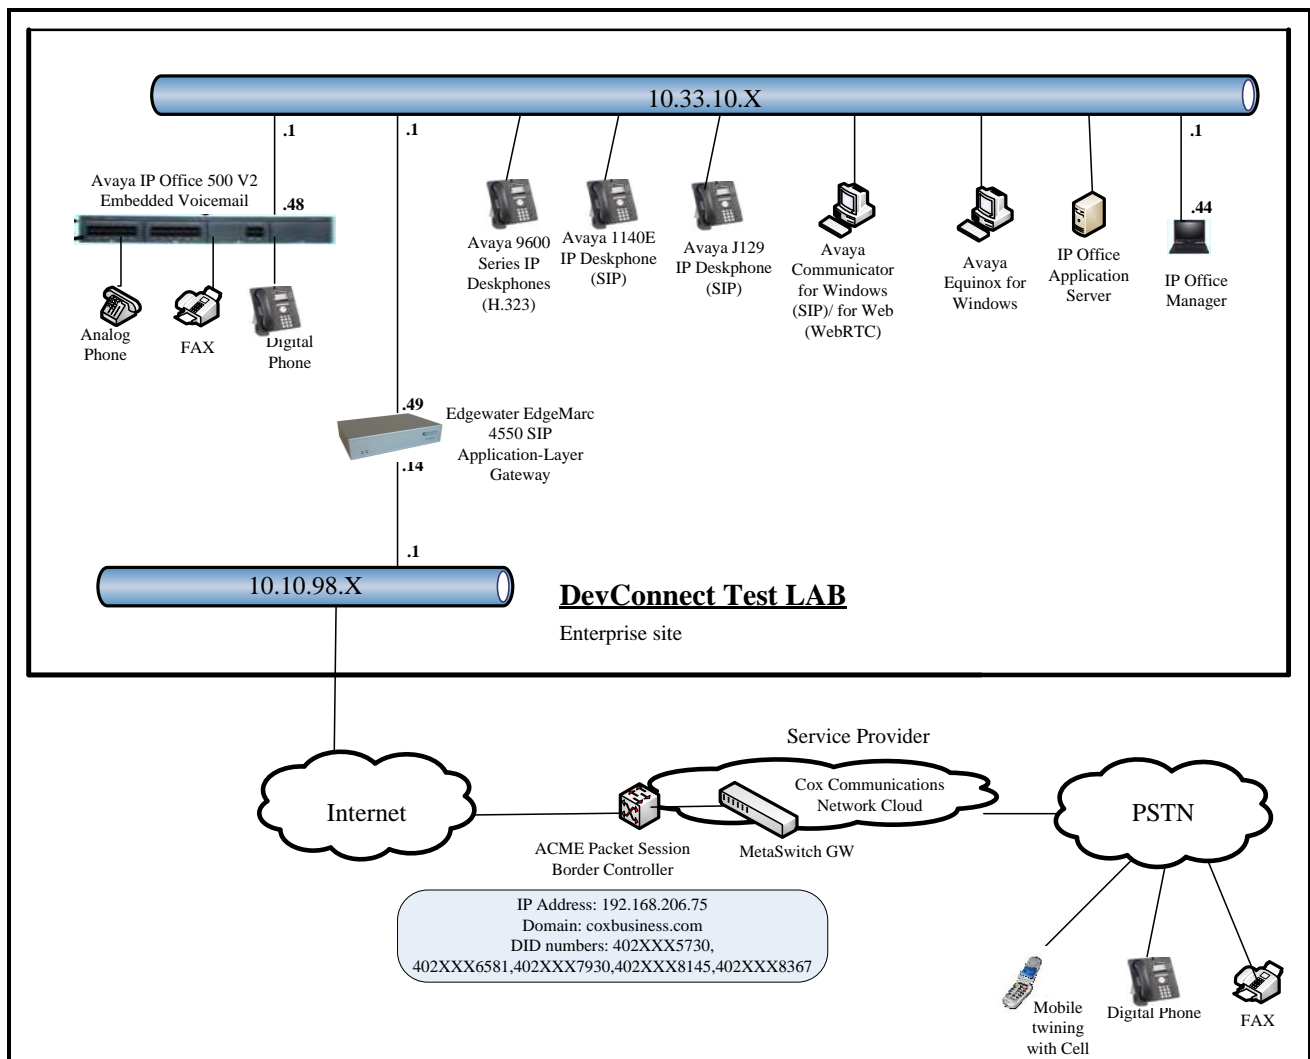 10.33.10.X
.1
.1
.1
Avaya IP Office 500 V2
Embedded Voicemail
.48
.44
Analog
Phone
FAX
Digital
Phone
Avaya 9600
Series IP
Deskphones
(H.323)
Avaya 1140E
IP Deskphone
(SIP)
Avaya J129
IP Deskphone
(SIP)
Avaya
Communicator
for Windows
(SIP)/ for Web
(WebRTC)
Avaya
Equinox for
Windows
IP Office
Application
Server
IP Office
Manager
.49
Edgewater EdgeMarc
4550 SIP
Application-Layer
Gateway
.14
.1
10.10.98.X
DevConnect Test LAB
Enterprise site
Service Provider
Internet
Cox Communications
Network Cloud
PSTN
ACME Packet Session
Border Controller
MetaSwitch GW
IP Address: 192.168.206.75
Domain: coxbusiness.com
DID numbers: 402XXX5730,
402XXX6581,402XXX7930,402XXX8145,402XXX8367
Mobile
twining
with Cell
Digital Phone
FAX